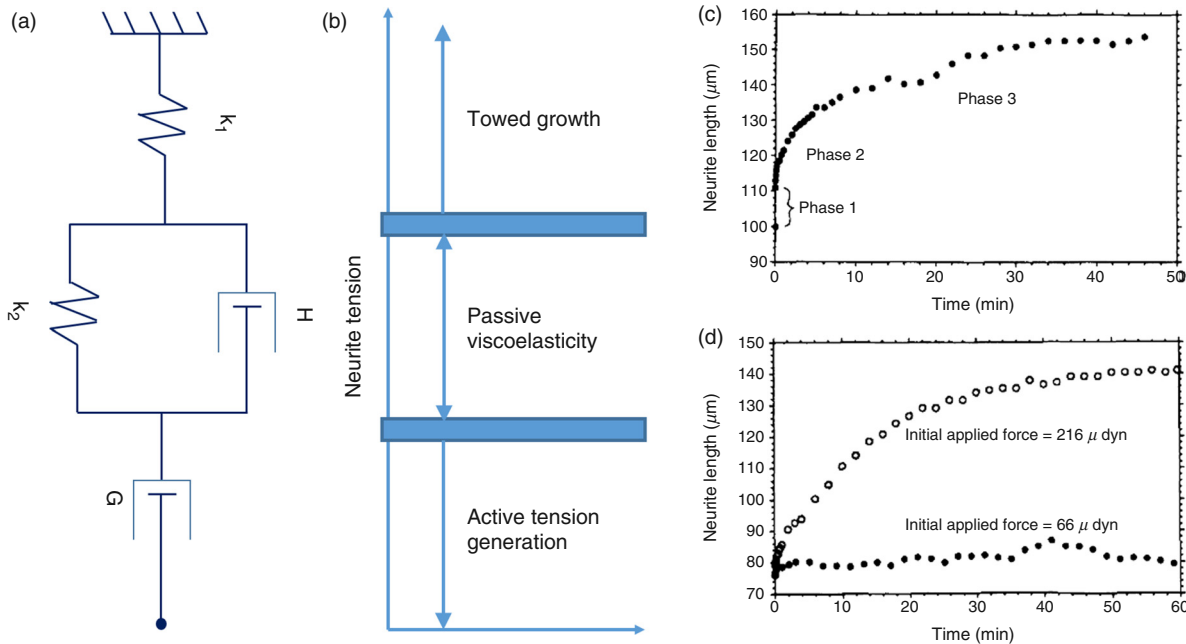 (a)
k1
k2
H
G
(b)
Neurite tension
Towed growth
Passive
viscoelasticity
Active tension
generation
(c)
Neurite length (μm)
160
150
140
130
120
110
100
90
Phase 1
Phase 2
Phase 3
0
10
20
30
40
50
Time (min)
(d)
Neurite length (μm)
150
140
130
120
110
100
90
80
70
Initial applied force = 216 μ dyn
Initial applied force = 66 μ dyn
0
10
20
30
40
50
60
Time (min)